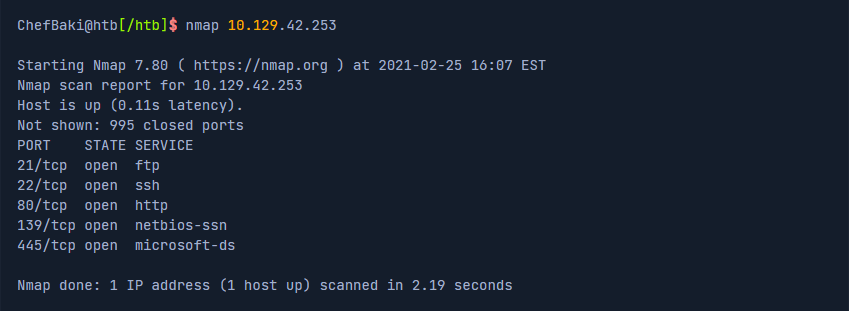 ChefBaki@htb[/htb]$ nmap 10.129.42.253
Starting Nmap 7.80 ( https://nmap.org ) at 2021-02-25 16:07 EST
Nmap scan report for 10.129.42.253
Host is up (0.11s latency).
Not shown: 995 closed ports
PORT    STATE SERVICE
21/tcp  open  ftp
22/tcp  open  ssh
80/tcp  open  http
139/tcp open  netbios-ssn
445/tcp open  microsoft-ds
Nmap done: 1 IP address (1 host up) scanned in 2.19 seconds